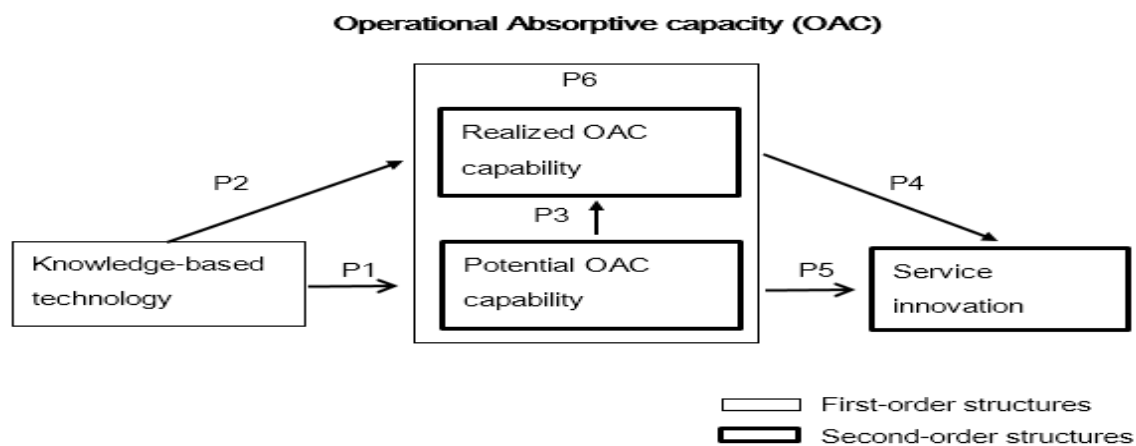 Operational Absorptive capacity (OAC)
P6
Realized OAC
capability
P2
P4
P3
Knowledge-based
technology
P1
Potential OAC
capability
P5
Service
innovation
First-order structures
Second-order structures